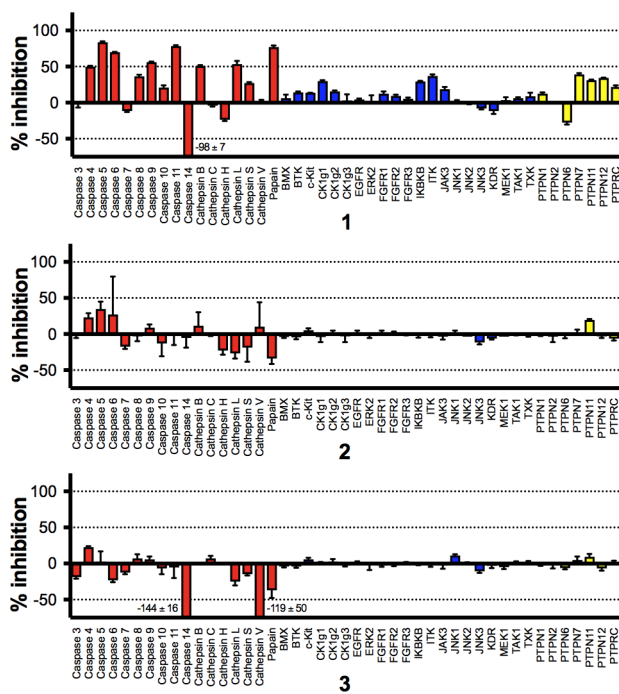 % inhibition
100
50
0
-50
-98 ± 7
Caspase 3
Caspase 4
Caspase 5
Caspase 6
Caspase 7
Caspase 8
Caspase 9
Caspase 10
Caspase 11
Caspase 14
Cathepsin B
Cathepsin C
Cathepsin H
Cathepsin L
Cathepsin S
Cathepsin V
Papain
BMX
BTK
c-Kit
CK1g1
CK1g2
CK1g3
EGFR
ERK2
FGFR1
FGFR2
FGFR3
IKBKB
ITK
JAK3
JNK1
JNK2
JNK3
KDR
MEK1
TAK1
TXK
PTPN1
PTPN2
PTPN6
PTPN7
PTPN11
PTPN12
PTPRC
1
% inhibition
100
50
0
-50
Caspase 3
Caspase 4
Caspase 5
Caspase 6
Caspase 7
Caspase 8
Caspase 9
Caspase 10
Caspase 11
Caspase 14
Cathepsin B
Cathepsin C
Cathepsin H
Cathepsin L
Cathepsin S
Cathepsin V
Papain
BMX
BTK
c-Kit
CK1g1
CK1g2
CK1g3
EGFR
ERK2
FGFR1
FGFR2
FGFR3
IKBKB
ITK
JAK3
JNK1
JNK2
JNK3
KDR
MEK1
TAK1
TXK
PTPN1
PTPN2
PTPN6
PTPN7
PTPN11
PTPN12
PTPRC
2
% inhibition
100
50
0
-50
-144 ± 16
-119 ± 50
Caspase 3
Caspase 4
Caspase 5
Caspase 6
Caspase 7
Caspase 8
Caspase 9
Caspase 10
Caspase 11
Caspase 14
Cathepsin B
Cathepsin C
Cathepsin H
Cathepsin L
Cathepsin S
Cathepsin V
Papain
BMX
BTK
c-Kit
CK1g1
CK1g2
CK1g3
EGFR
ERK2
FGFR1
FGFR2
FGFR3
IKBKB
ITK
JAK3
JNK1
JNK2
JNK3
KDR
MEK1
TAK1
TXK
PTPN1
PTPN2
PTPN6
PTPN7
PTPN11
PTPN12
PTPRC
3